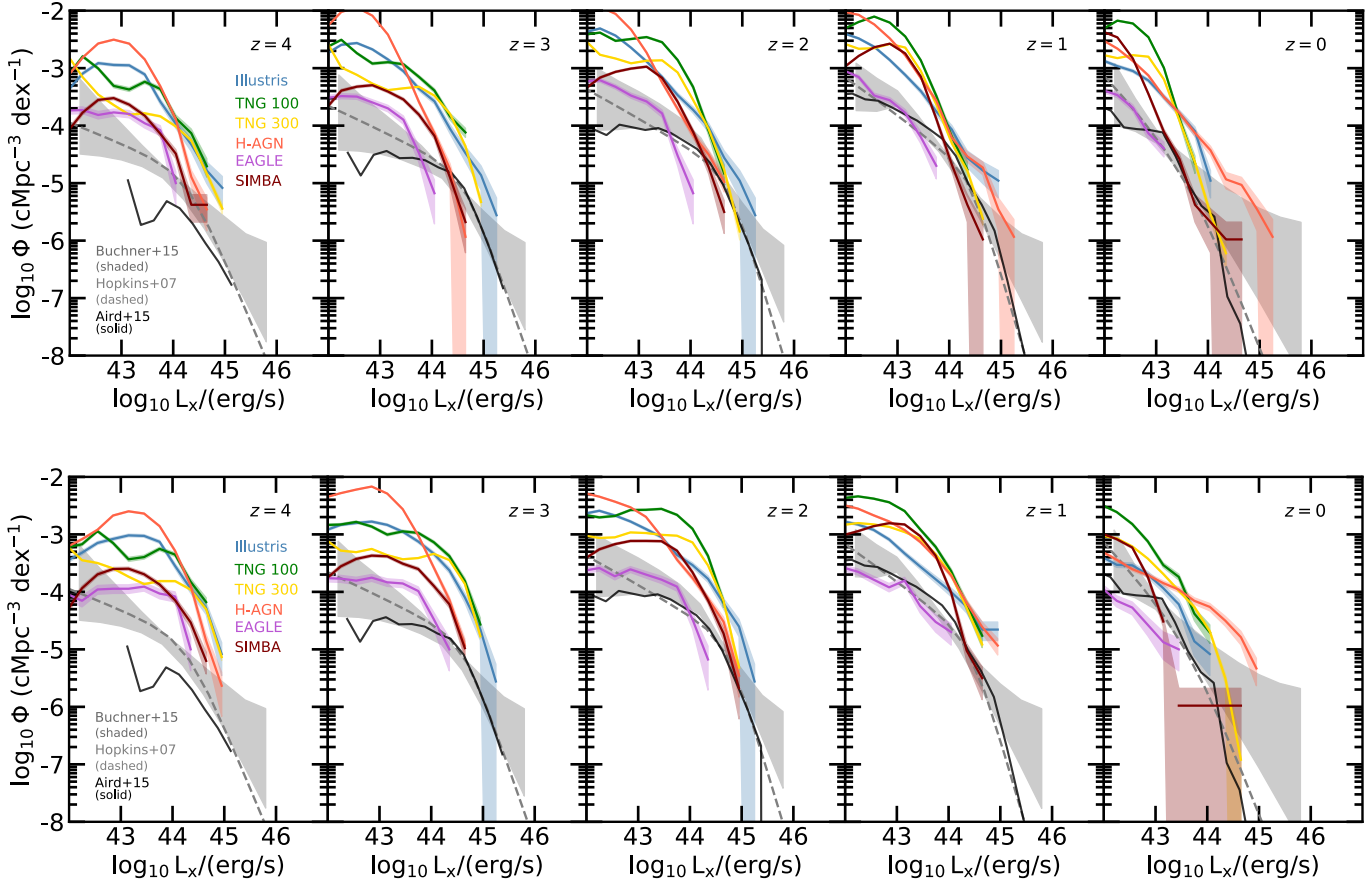 -2
-3
-4
-5
-6
-7
-8
log₁₀ Φ (cMpc⁻³ dex⁻¹)
z = 4
Illustris
TNG 100
TNG 300
H-AGN
EAGLE
SIMBA
Buchner+15
(shaded)
Hopkins+07
(dashed)
Aird+15
(solid)
z = 3
z = 2
z = 1
z = 0
43 44 45 46 43 44 45 46 43 44 45 46 43 44 45 46 43 44 45 46
log₁₀ Lₓ/(erg/s) log₁₀ Lₓ/(erg/s) log₁₀ Lₓ/(erg/s) log₁₀ Lₓ/(erg/s) log₁₀ Lₓ/(erg/s)
-2
-3
-4
-5
-6
-7
-8
log₁₀ Φ (cMpc⁻³ dex⁻¹)
z = 4
Illustris
TNG 100
TNG 300
H-AGN
EAGLE
SIMBA
Buchner+15
(shaded)
Hopkins+07
(dashed)
Aird+15
(solid)
z = 3
z = 2
z = 1
z = 0
43 44 45 46 43 44 45 46 43 44 45 46 43 44 45 46 43 44 45 46
log₁₀ Lₓ/(erg/s) log₁₀ Lₓ/(erg/s) log₁₀ Lₓ/(erg/s) log₁₀ Lₓ/(erg/s) log₁₀ Lₓ/(erg/s)